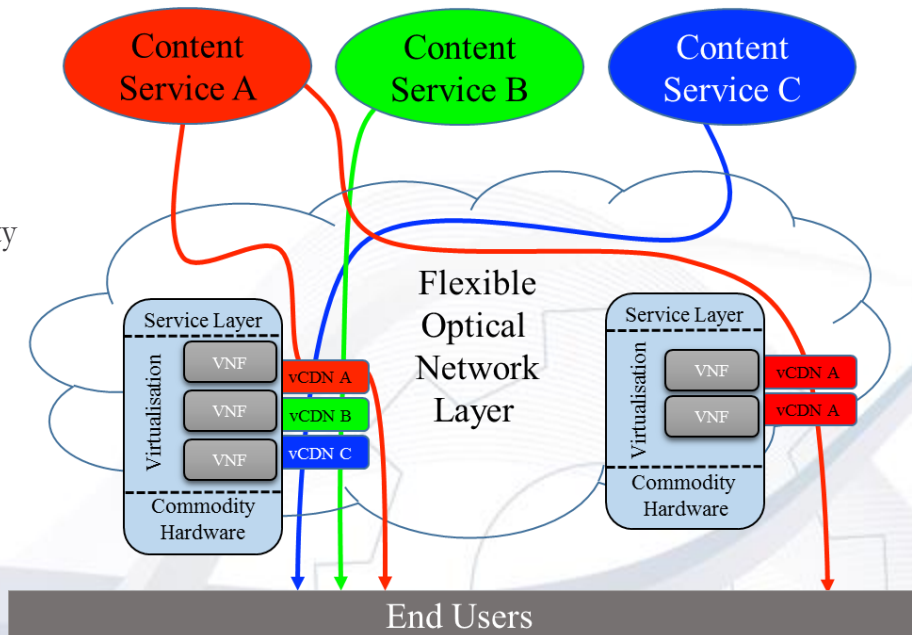 Content
Service A
Content
Service B
Content
Service C
Flexible
Optical
Network
Layer
Service Layer
Virtualisation
VNF
VNF
VNF
vCDN A
vCDN B
vCDN C
Commodity
Hardware
Service Layer
Virtualisation
VNF
VNF
vCDN A
vCDN A
Commodity
Hardware
End Users